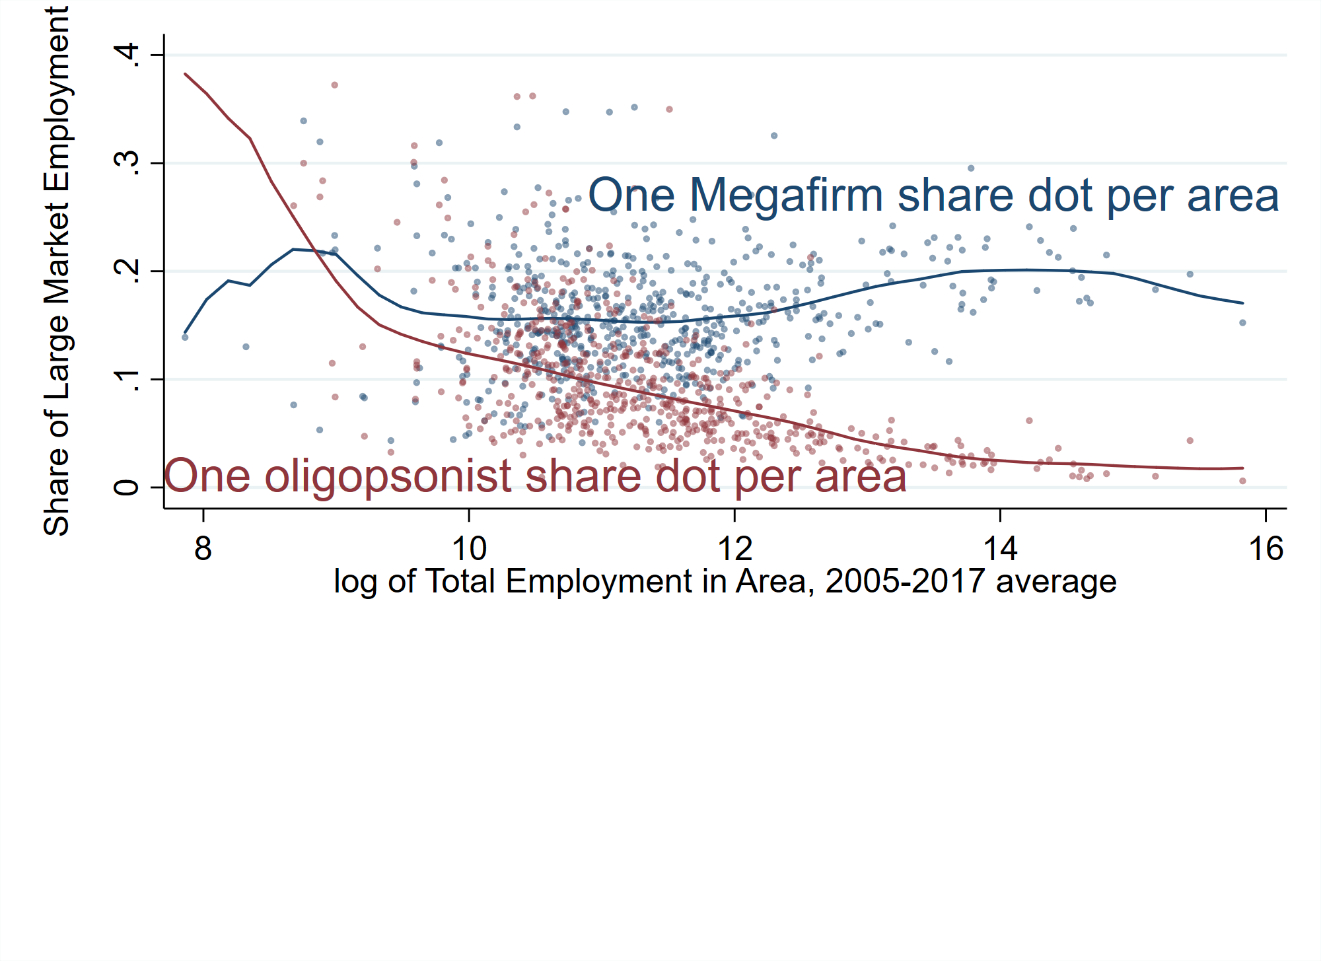 Share of Large Market Employment
.4
.3
.2
.1
0
One Megafirm share dot per area
One oligopsonist share dot per area
8 10 12 14 16
log of Total Employment in Area, 2005-2017 average